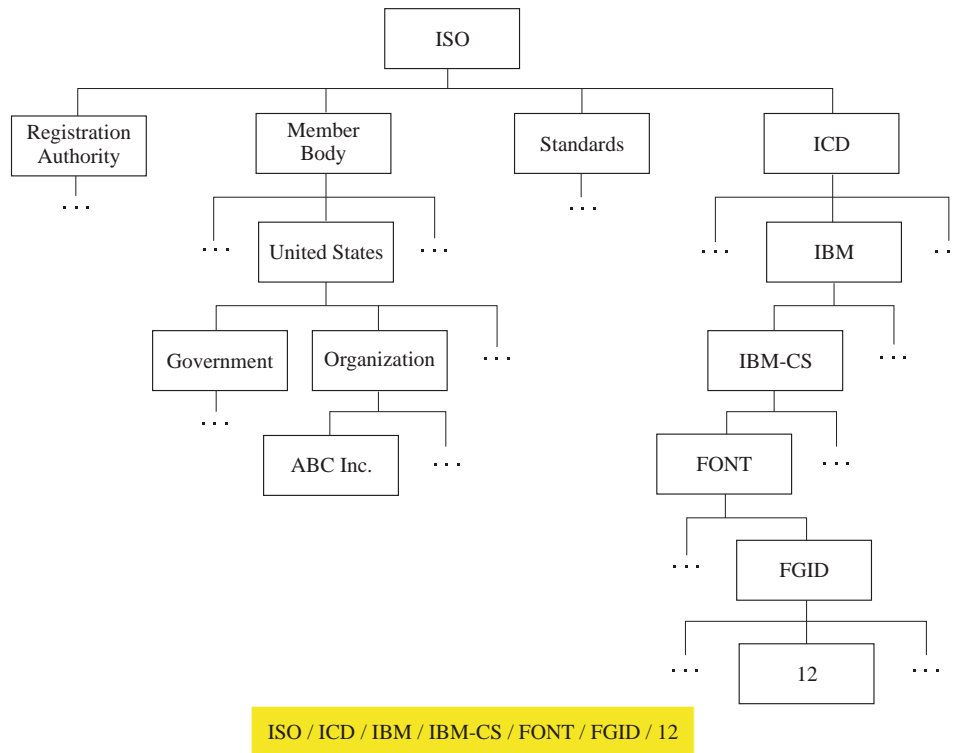 ISO
Registration
Authority
Member
Body
Standards
ICD
. . .
. . .
. . .
United States
. . .
. . .
IBM
. . .
Government
Organization
. . .
IBM-CS
. . .
. . .
ABC Inc.
. . .
FONT
. . .
. . .
FGID
. . .
12
. . .
ISO / ICD / IBM / IBM-CS / FONT / FGID / 12